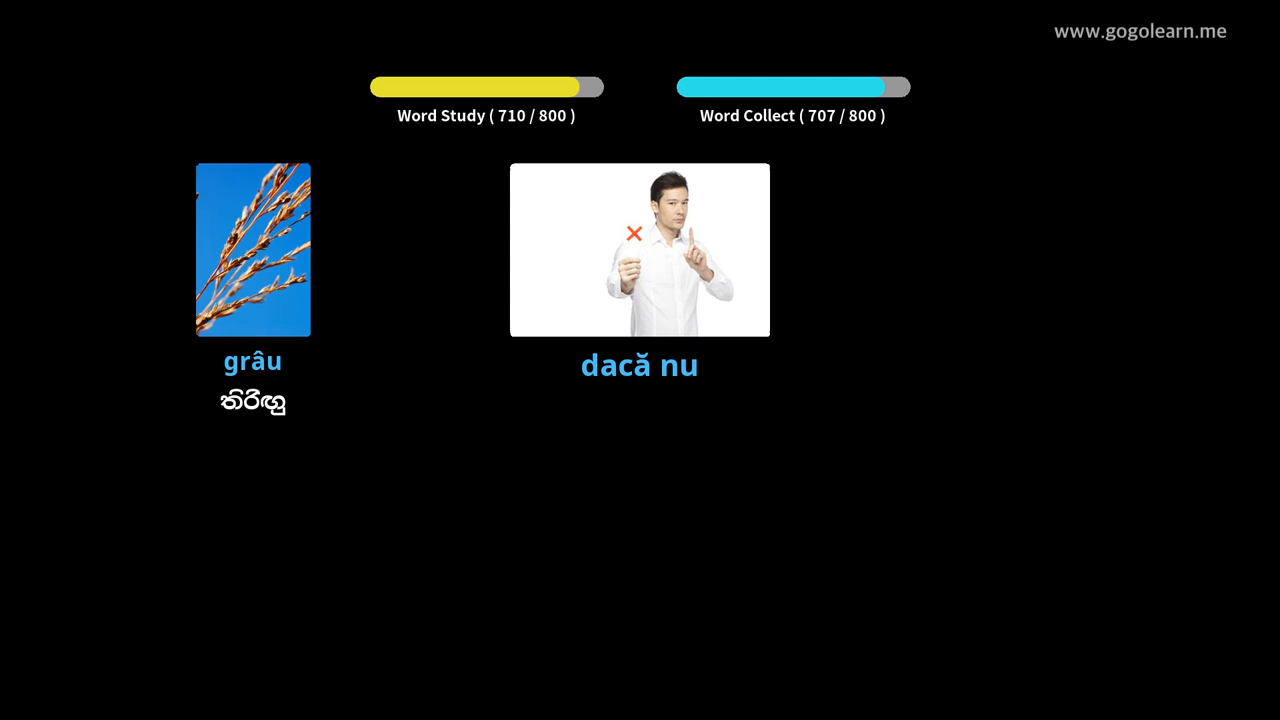 www.gogolearn.me
Word Study ( 710 / 800 )
Word Collect ( 707 / 800 )
grâu
තිරිඟු
dacă nu